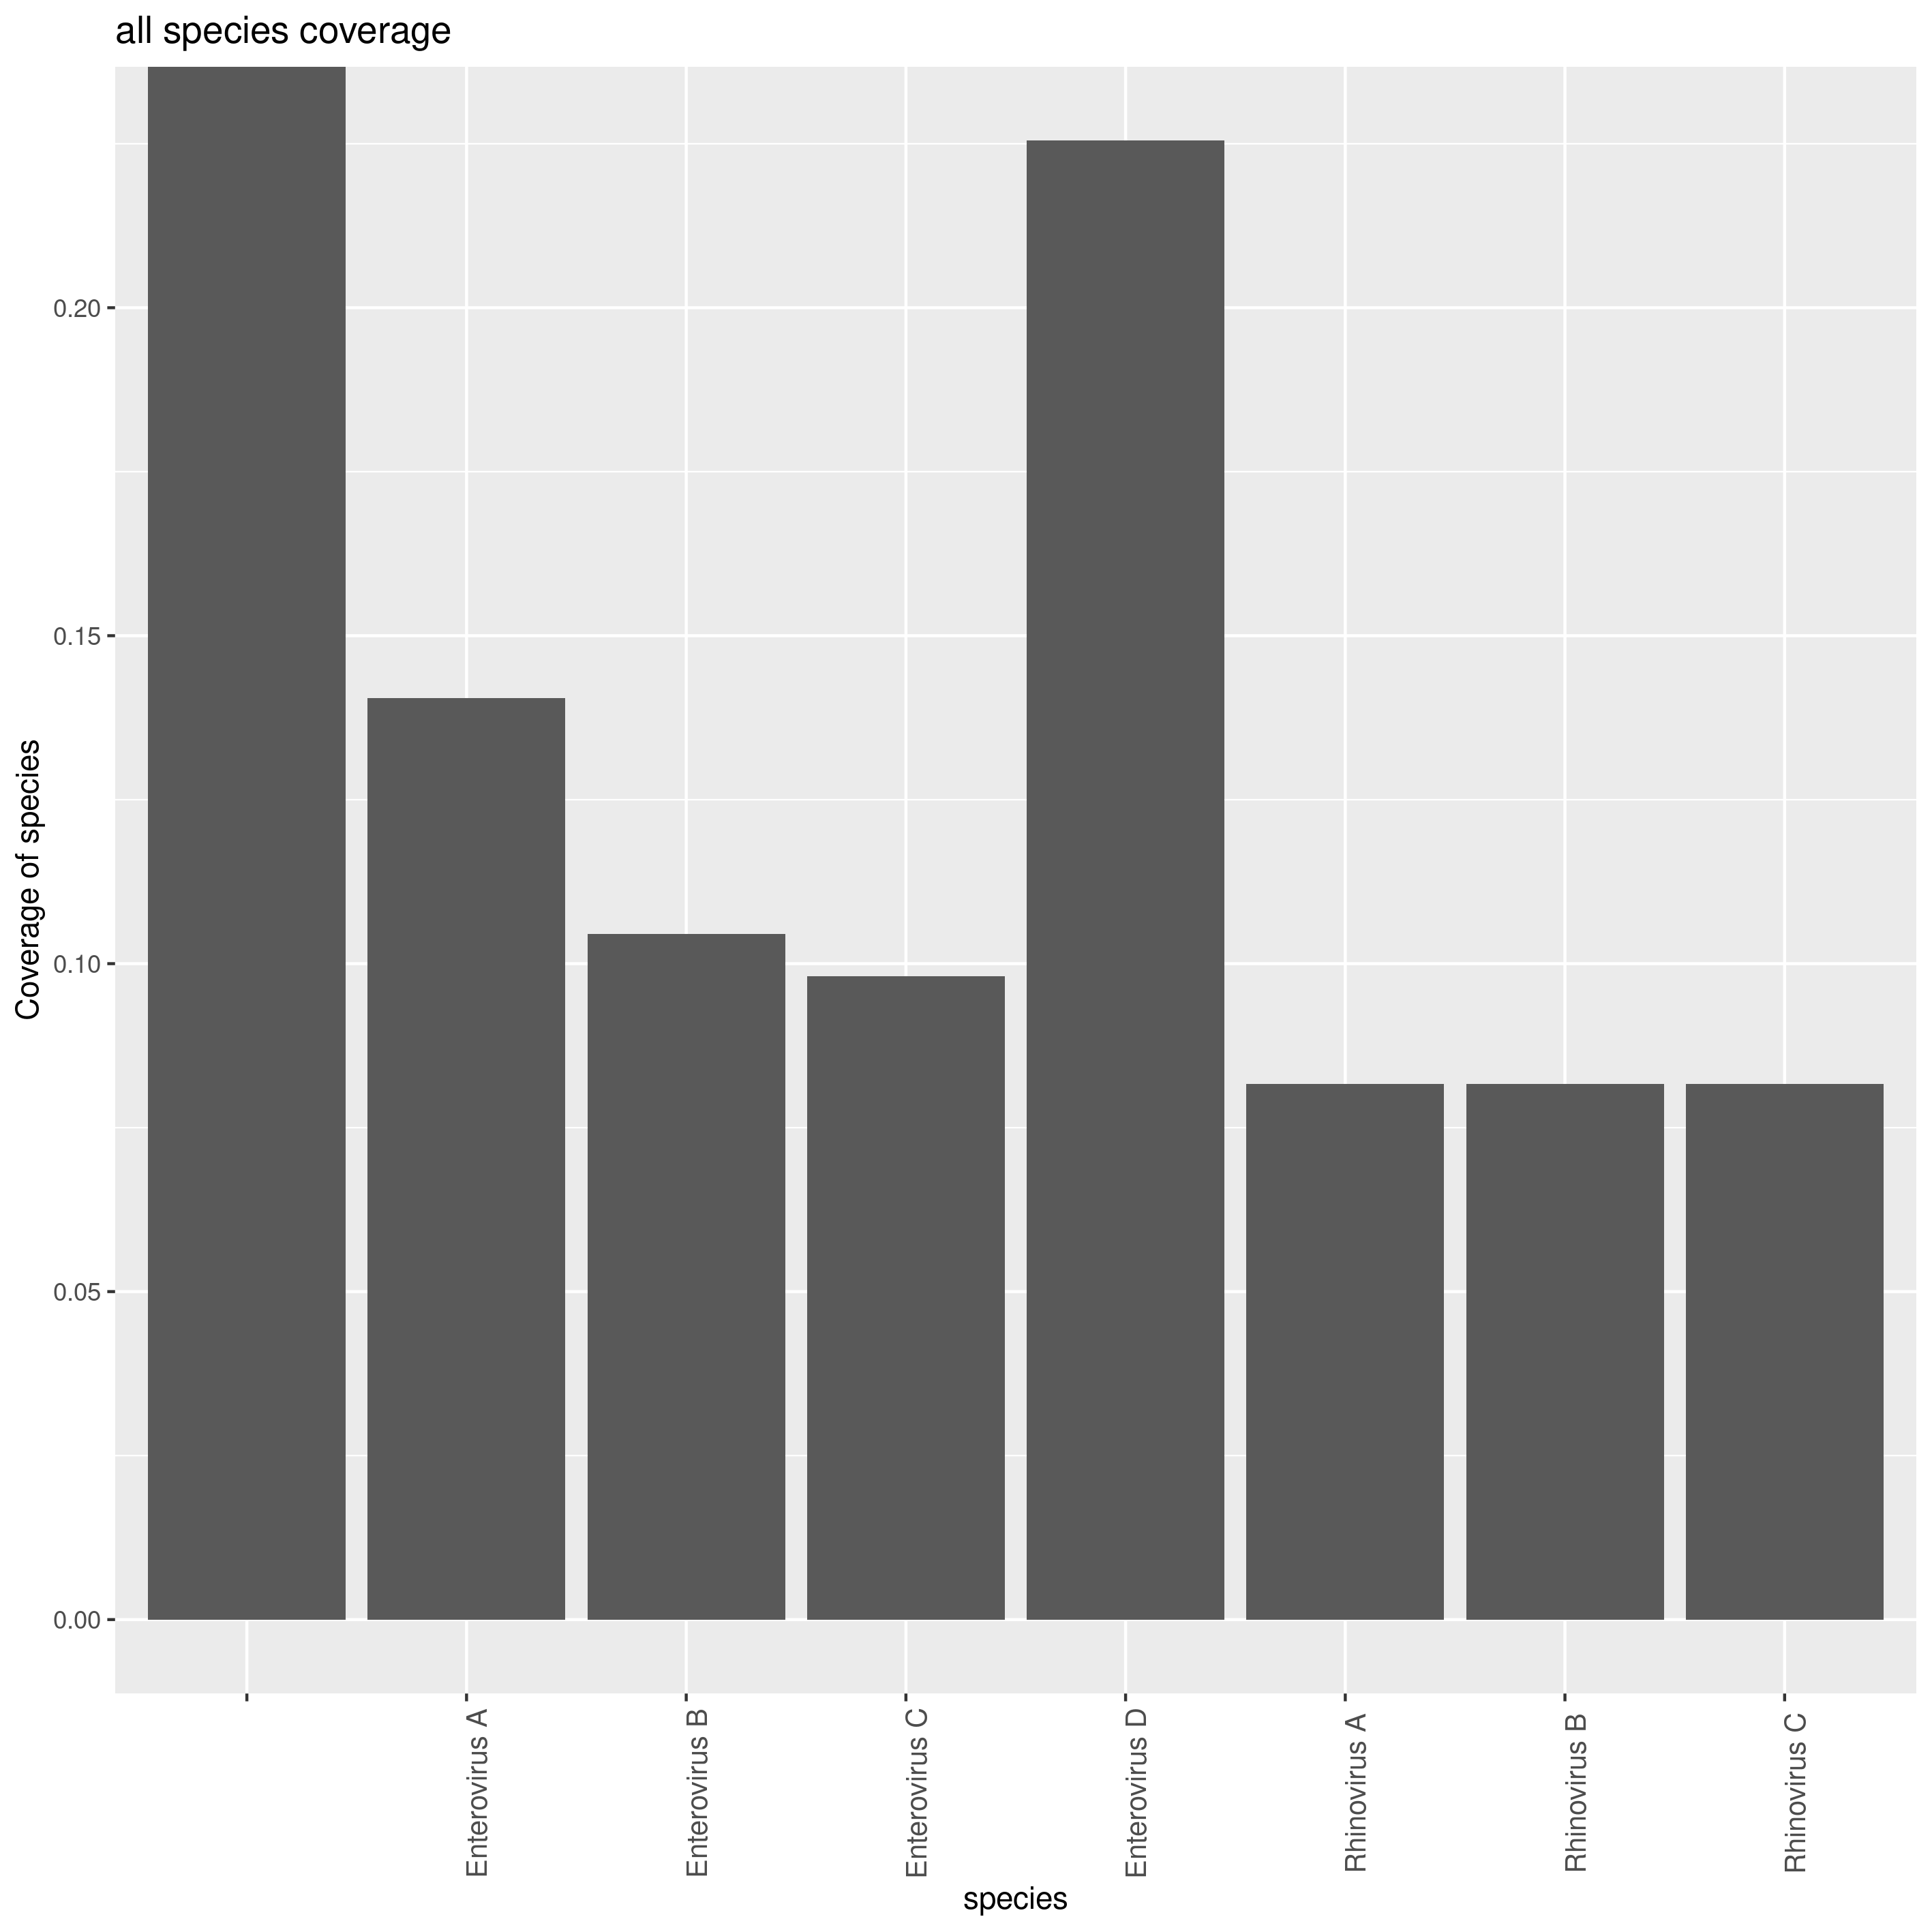 all species coverage
Coverage of species
0.20
0.15
0.10
0.05
0.00
Enterovirus A
Enterovirus B
Enterovirus C
Enterovirus D
Rhinovirus A
Rhinovirus B
Rhinovirus C
species